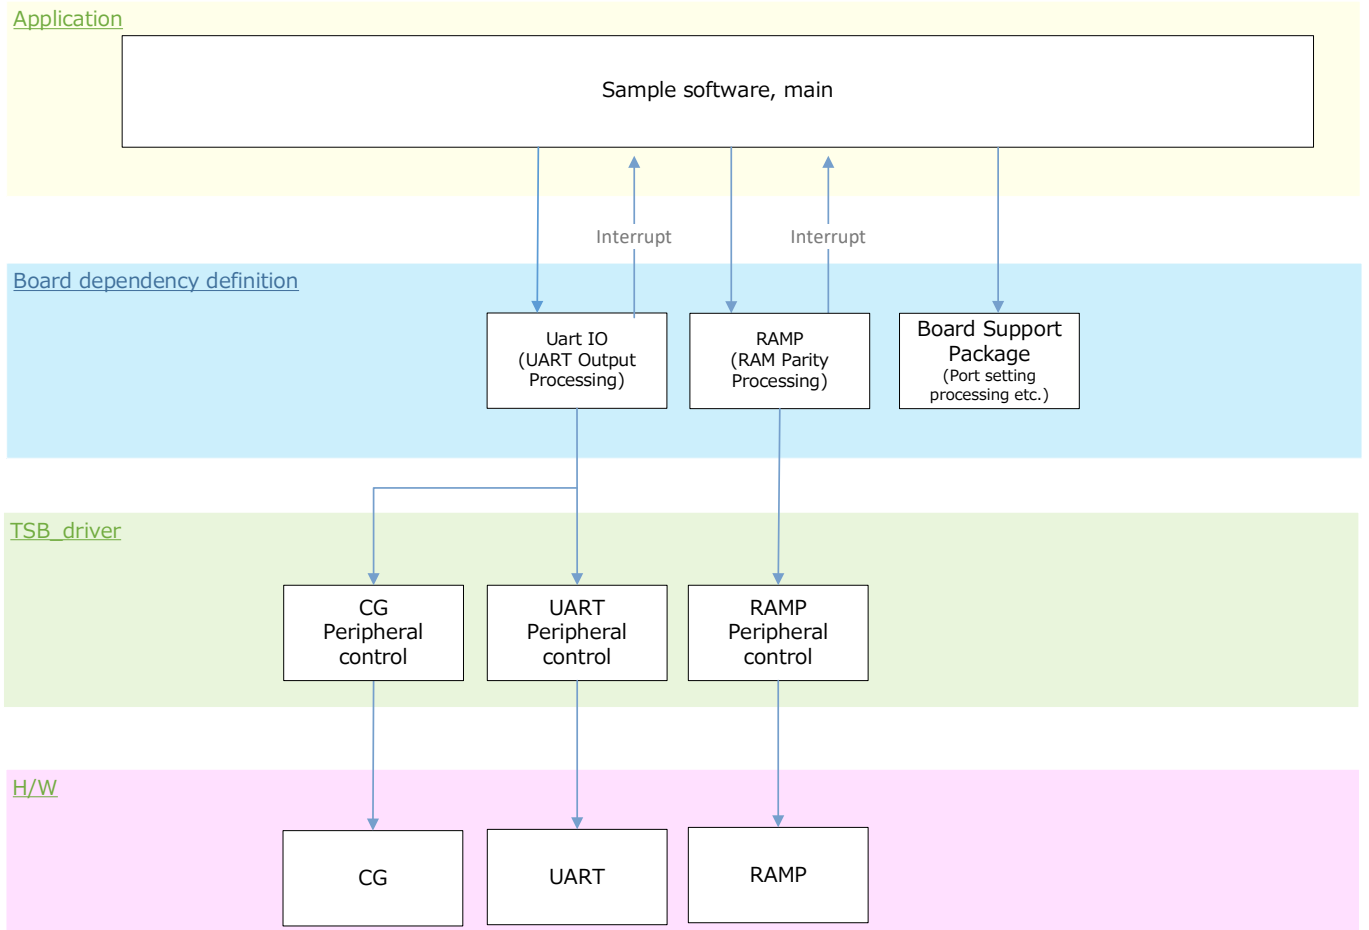 Application
Sample software, main
Interrupt
Interrupt
Board dependency definition
Uart IO
(UART Output
Processing)
RAMP
(RAM Parity
Processing)
Board Support
Package
(Port setting
processing etc.)
TSB_driver
CG
Peripheral
control
UART
Peripheral
control
RAMP
Peripheral
control
H/W
CG
UART
RAMP